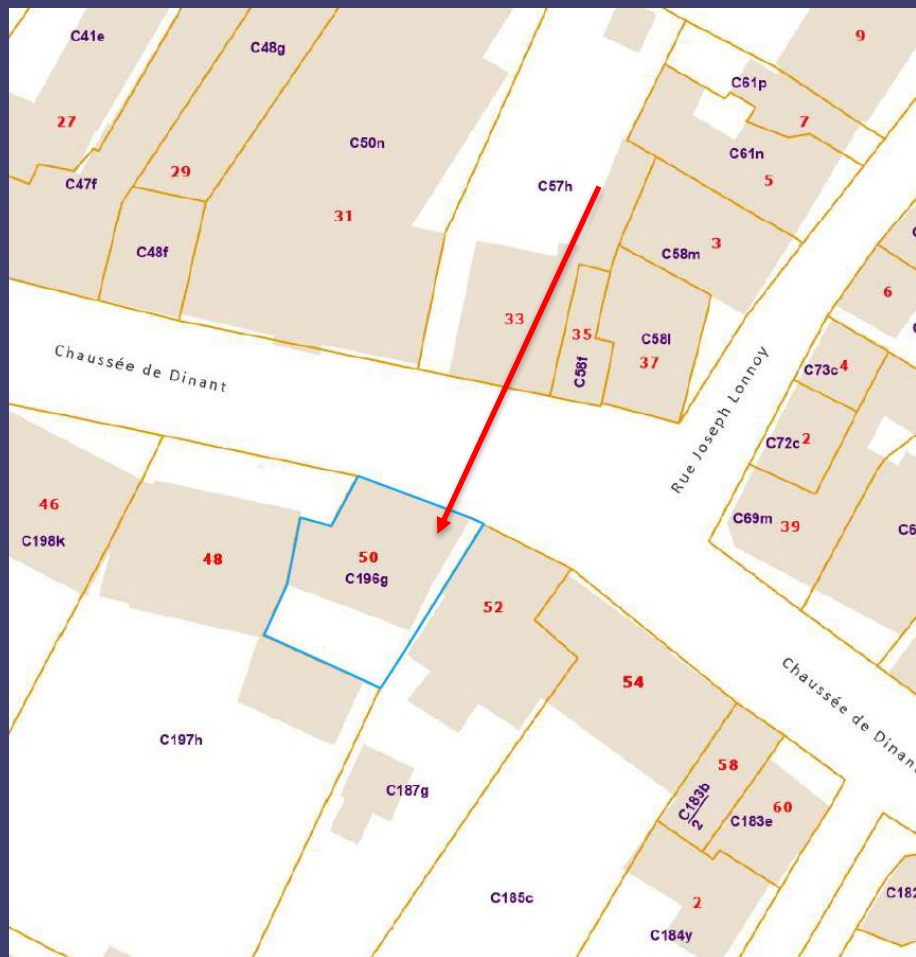 C41e
C48g
9
C61p
27
7
C50n
C61n
29
5
C47f
C57h
31
3
C48f
C58m
6
33
35
C58l
37
C58f
Chaussée de Dinant
Rue Joseph Lonnoy
C73c 4
C72c 2
46
C198k
48
50
C196g
C69m 39
52
54
Chaussée de Dinant
C197h
C187g
58
C183b
2
60
C183e
C185c
2
C184y